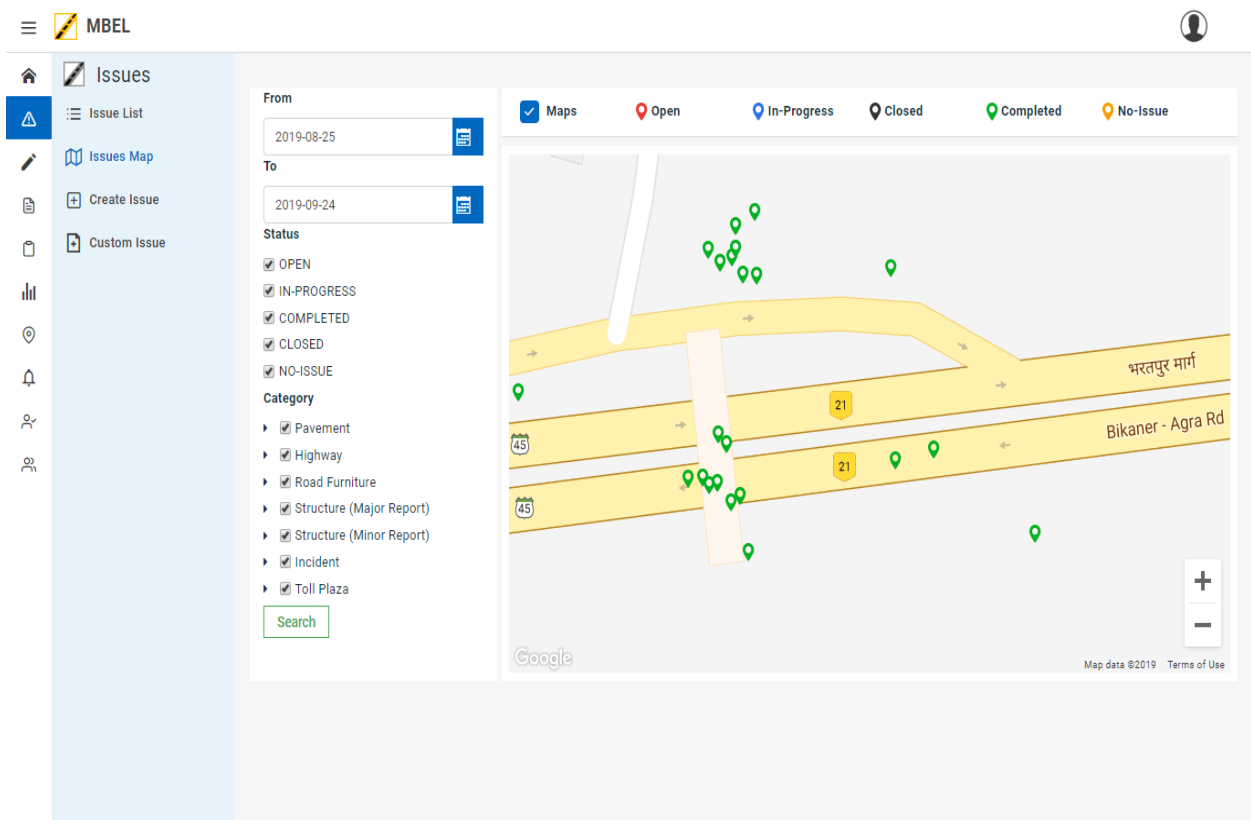 MBEL
Issues
Issue List
Issues Map
Create Issue
Custom Issue
From
2019-08-25
To
2019-09-24
Status
OPEN
IN-PROGRESS
COMPLETED
CLOSED
NO-ISSUE
Category
Pavement
Highway
Road Furniture
Structure (Major Report)
Structure (Minor Report)
Incident
Toll Plaza
Search
Maps Open In-Progress Closed Completed No-Issue
भरतपुर मार्ग
21
Bikaner - Agra Rd
45
21
45
Google
Map data ©2019 Terms of Use